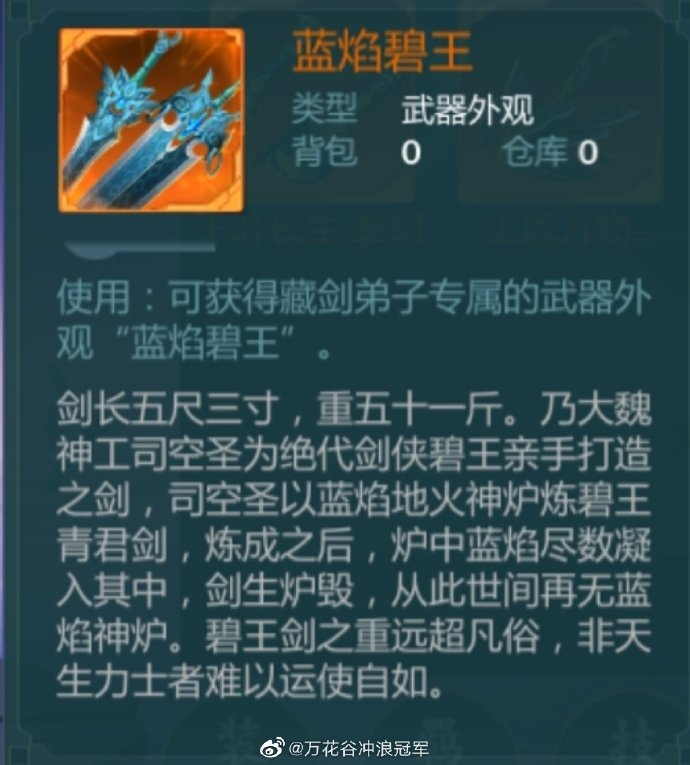 蓝焰碧王
类型 武器外观
背包 0 仓库 0
使用：可获得藏剑弟子专属的武器外
观“蓝焰碧王”。
剑长五尺三寸，重五十一斤。乃大魏
神工司空圣为绝代剑侠碧王亲手打造
之剑，司空圣以蓝焰地火神炉炼碧王
青君剑，炼成之后，炉中蓝焰尽数凝
入其中，剑生炉毁，从此世间再无蓝
焰神炉。碧王剑之重远超凡俗，非天
生力士者难以运使自如。
@万花谷冲浪冠军